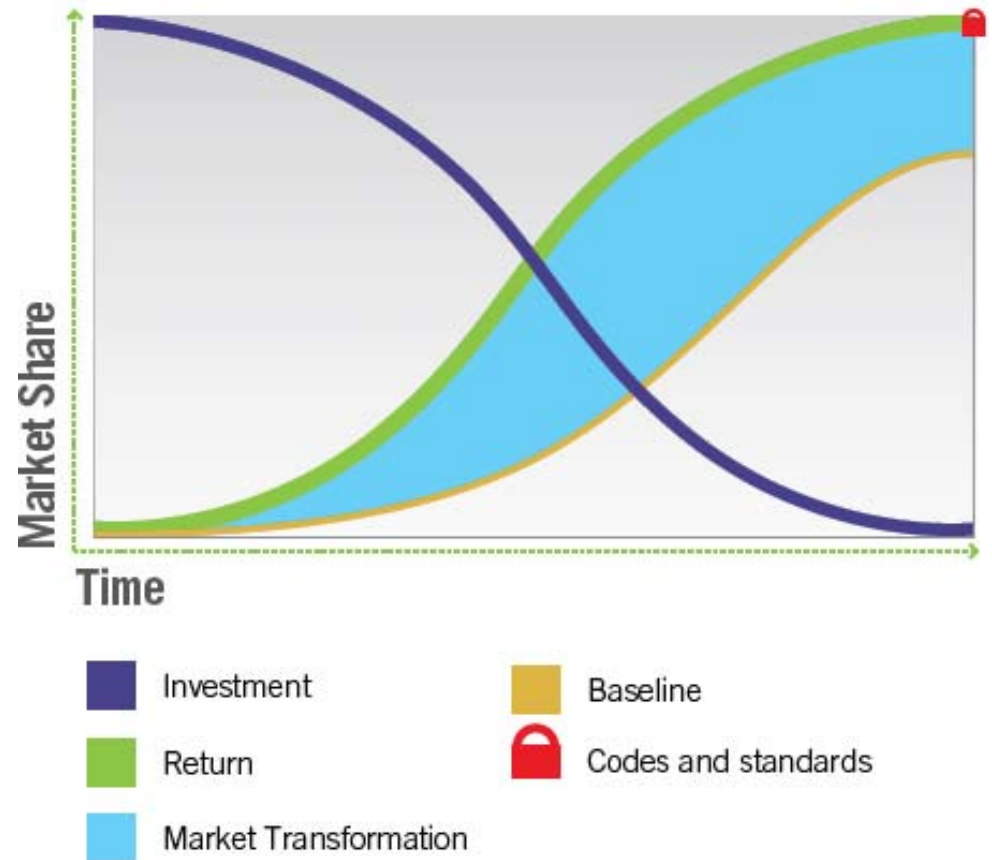 Market Share
Time
Investment
Return
Market Transformation
Baseline
Codes and standards